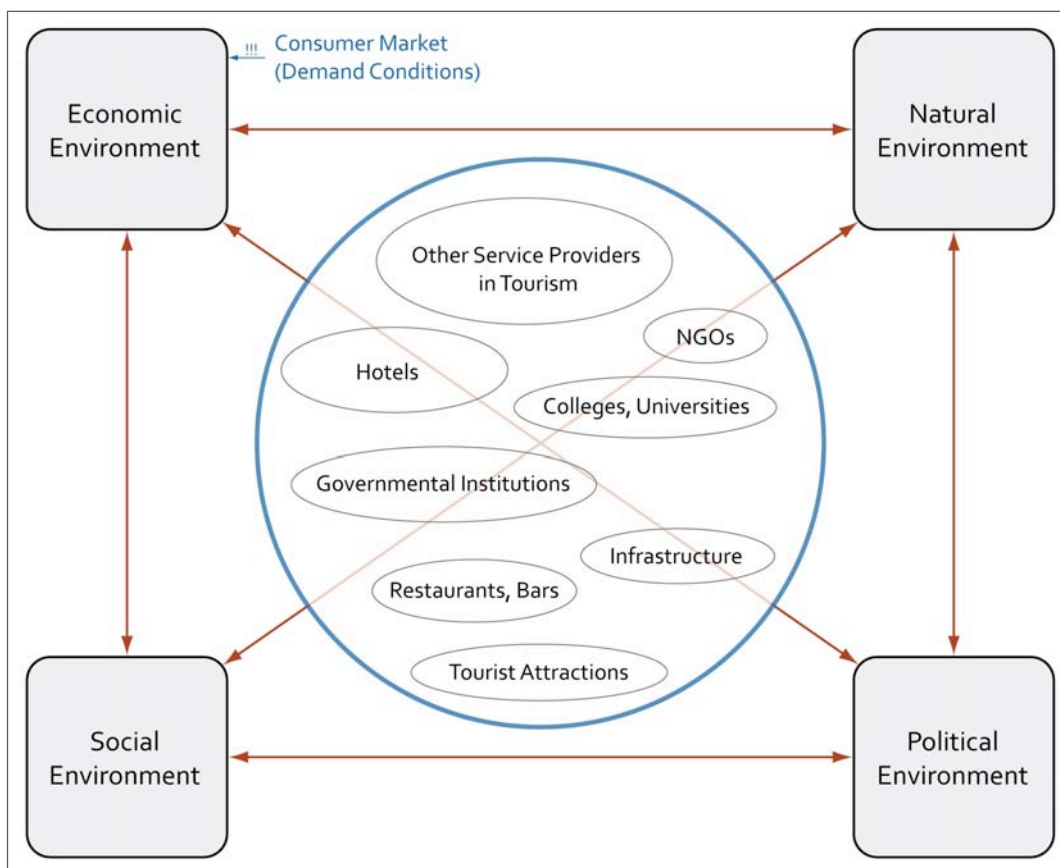 !!!
Consumer Market
(Demand Conditions)
Economic
Environment
Natural
Environment
Other Service Providers
in Tourism
NGOs
Hotels
Colleges, Universities
Governmental Institutions
Infrastructure
Restaurants, Bars
Tourist Attractions
Social
Environment
Political
Environment